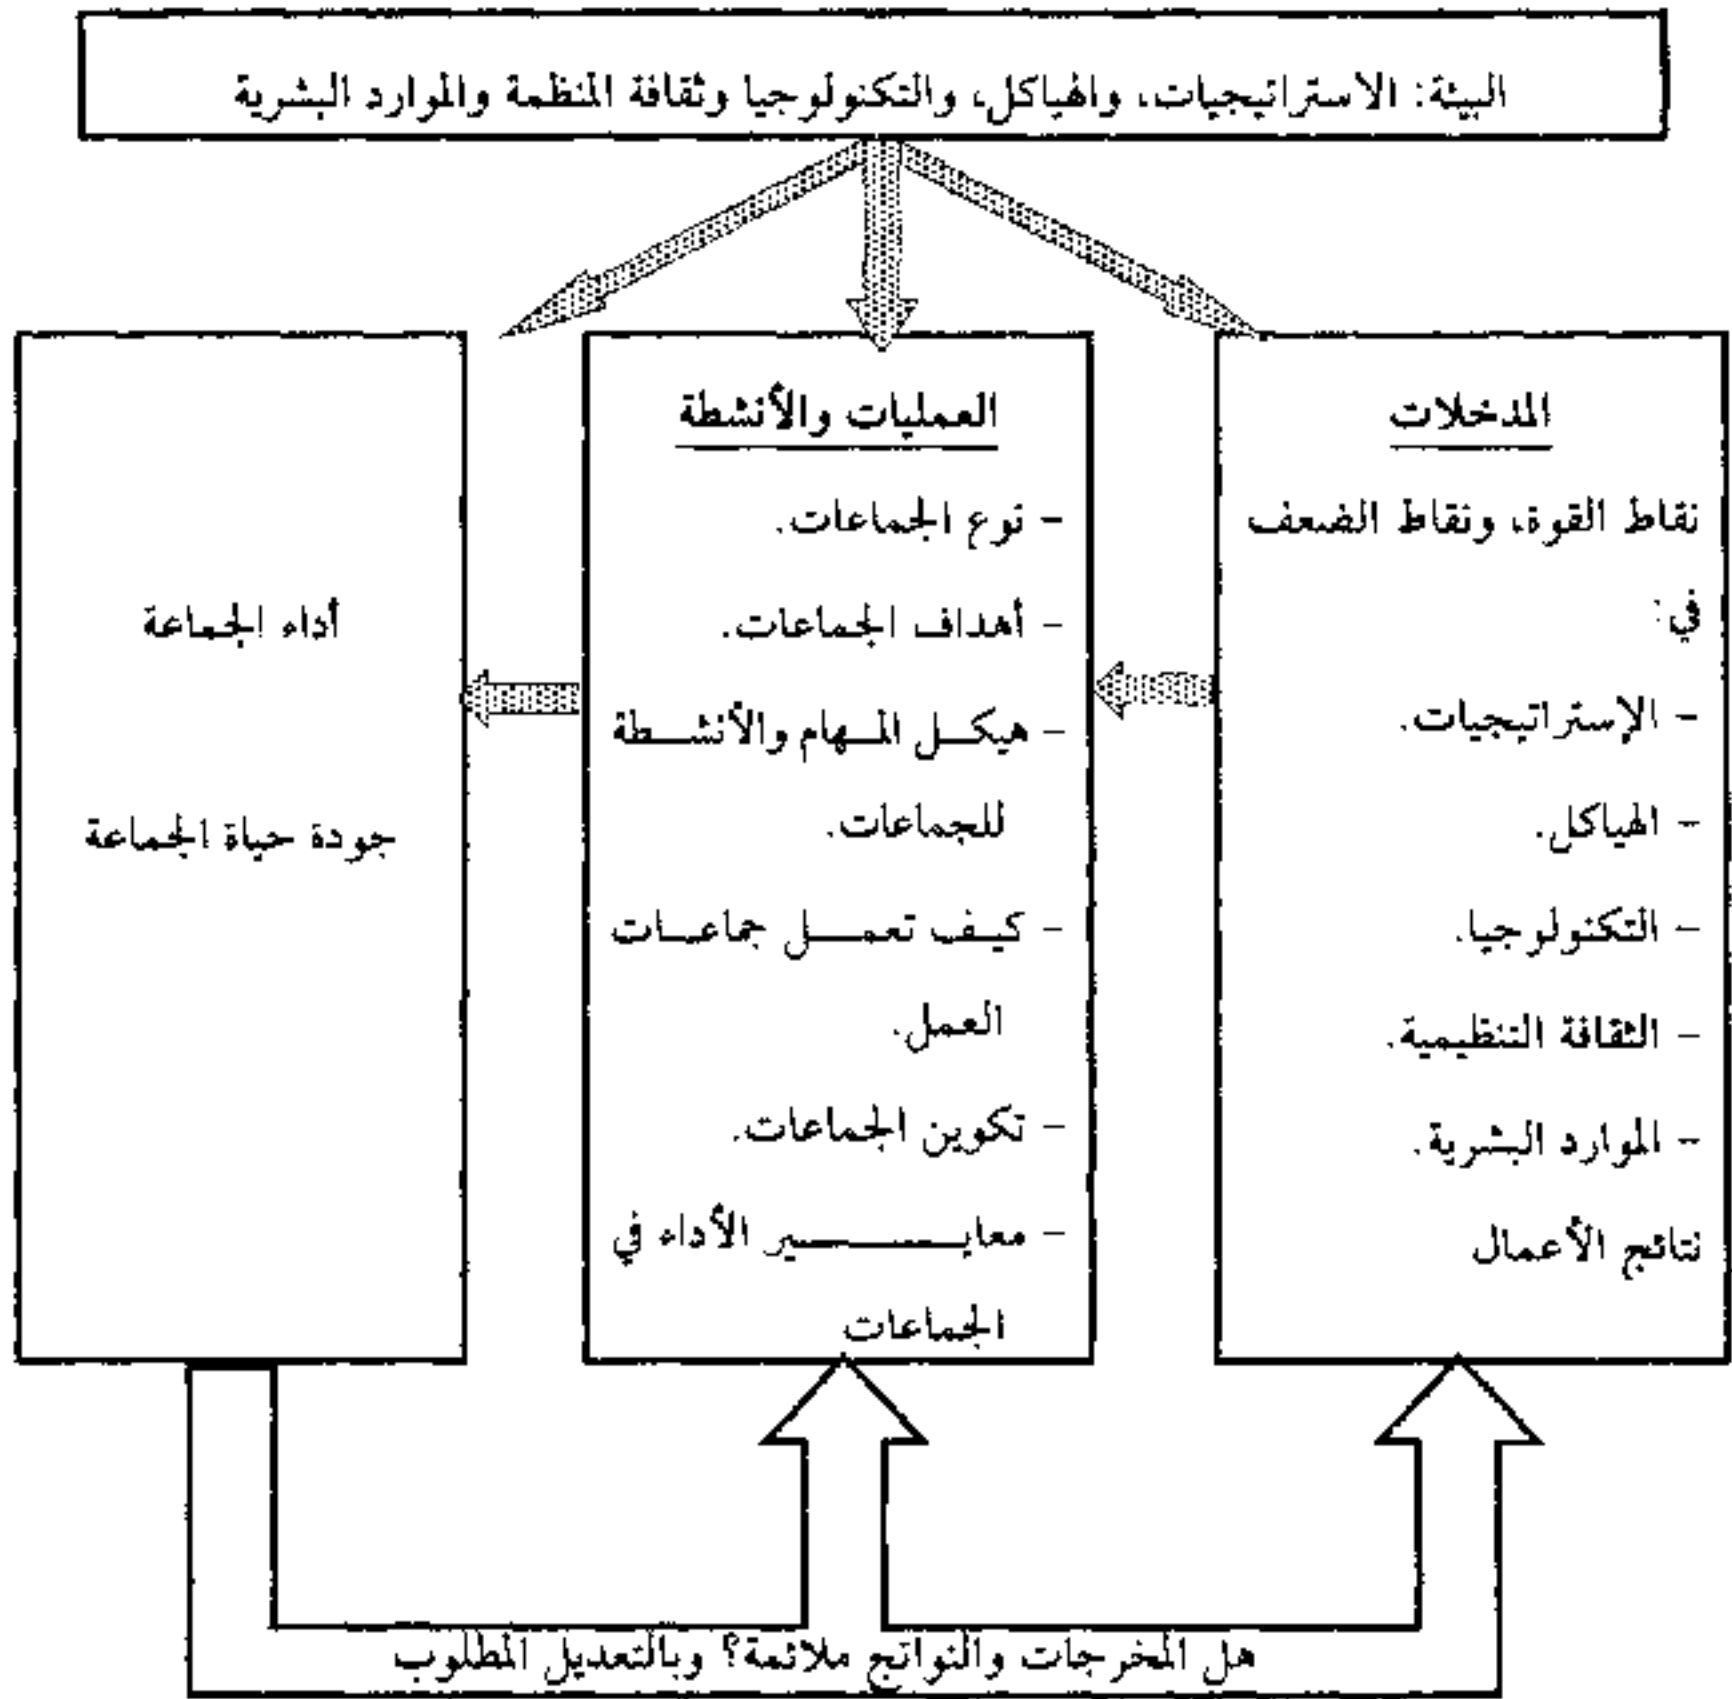 البيئة: الاستراتيجيات، والهياكل، والتكنولوجيا وثقافة المنظمة والموارد البشرية
المدخلات
نقاط القوة، ونقاط الضعف
في:
- الإستراتيجيات.
- الهياكل.
- التكنولوجيا.
- الثقافة التنظيمية.
- الموارد البشرية.
نتائج الأعمال
العمليات والأنشطة
- نوع الجماعات.
- أهداف الجماعات.
- هيكل المهام والأنشطة
للجماعات.
- كيف تعمل جماعات
العمل.
- تكوين الجماعات.
- معايير الأداء في
الجماعات
أداء الجماعة
جودة حياة الجماعة
هل المخرجات والنواتج ملائمة؟ وبالتعديل المطلوب